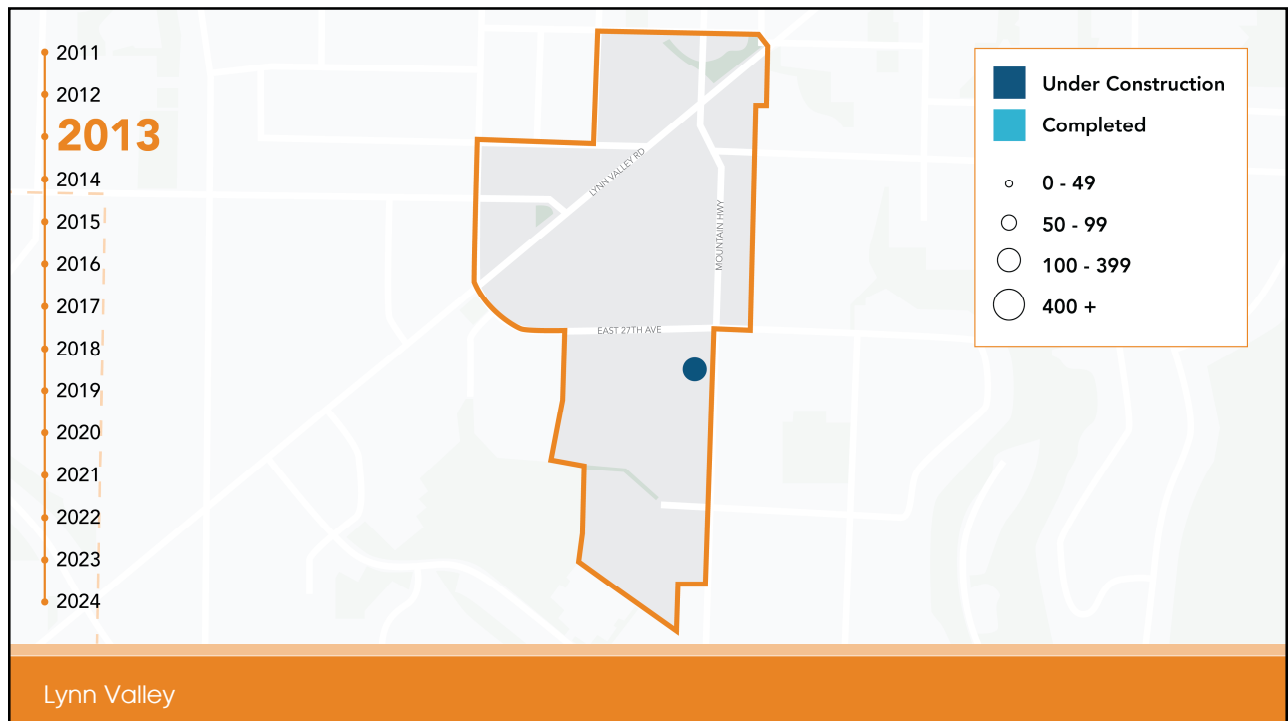 2011
2012
2013
2014
2015
2016
2017
2018
2019
2020
2021
2022
2023
2024
LYNN VALLEY RD
MOUNTAIN HWY
EAST 27TH AVE
Under Construction
Completed
0 - 49
50 - 99
100 - 399
400 +
Lynn Valley